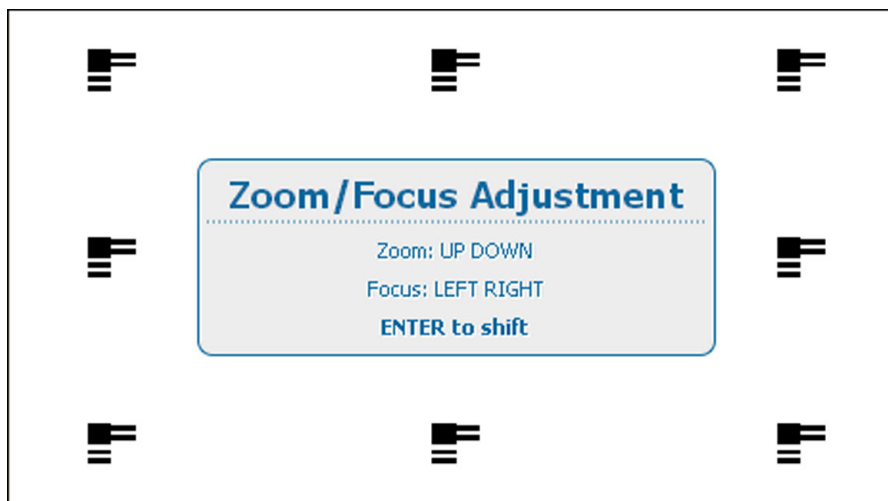 Zoom/Focus Adjustment
Zoom: UP DOWN
Focus: LEFT RIGHT
ENTER to shift